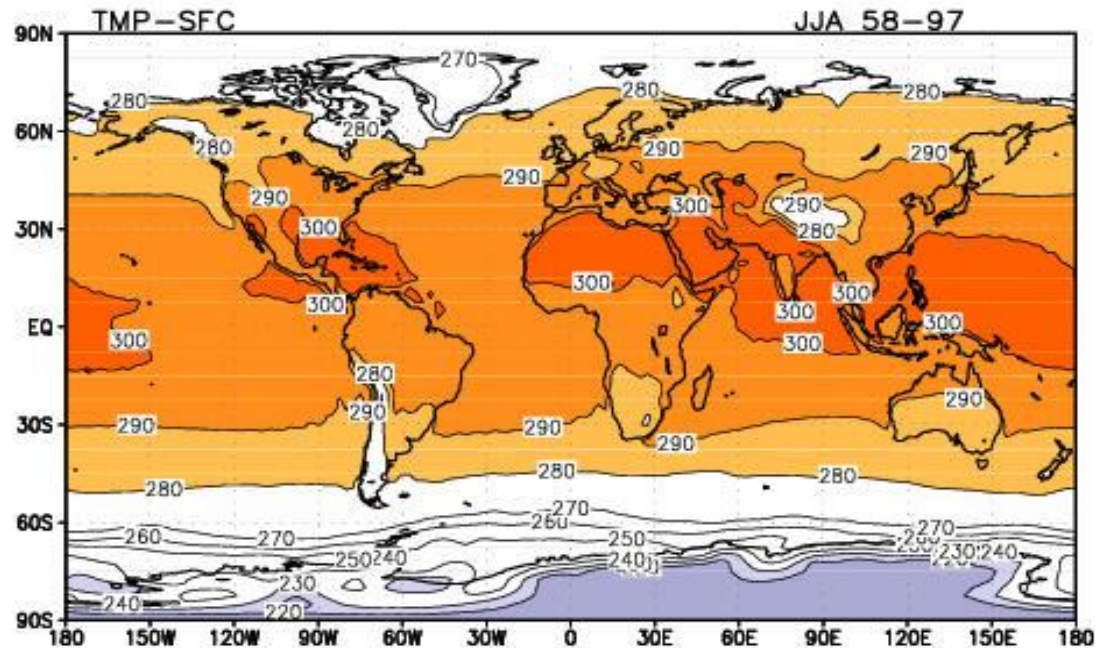 TMP-SFC JJA 58-97
90N
270
280 280 280
60N 280
280
290 290 290
290
300 290
30N 300 280
300 300
300 300 300
EQ 300
300 300
280
290 290
30S 290 290 290
280 280 280
270
60S 260 270
260 270 250
250 240 240 230 240
230
240 220
90S
180 150W 120W 90W 60W 30W 0 30E 60E 90E 120E 150E 180